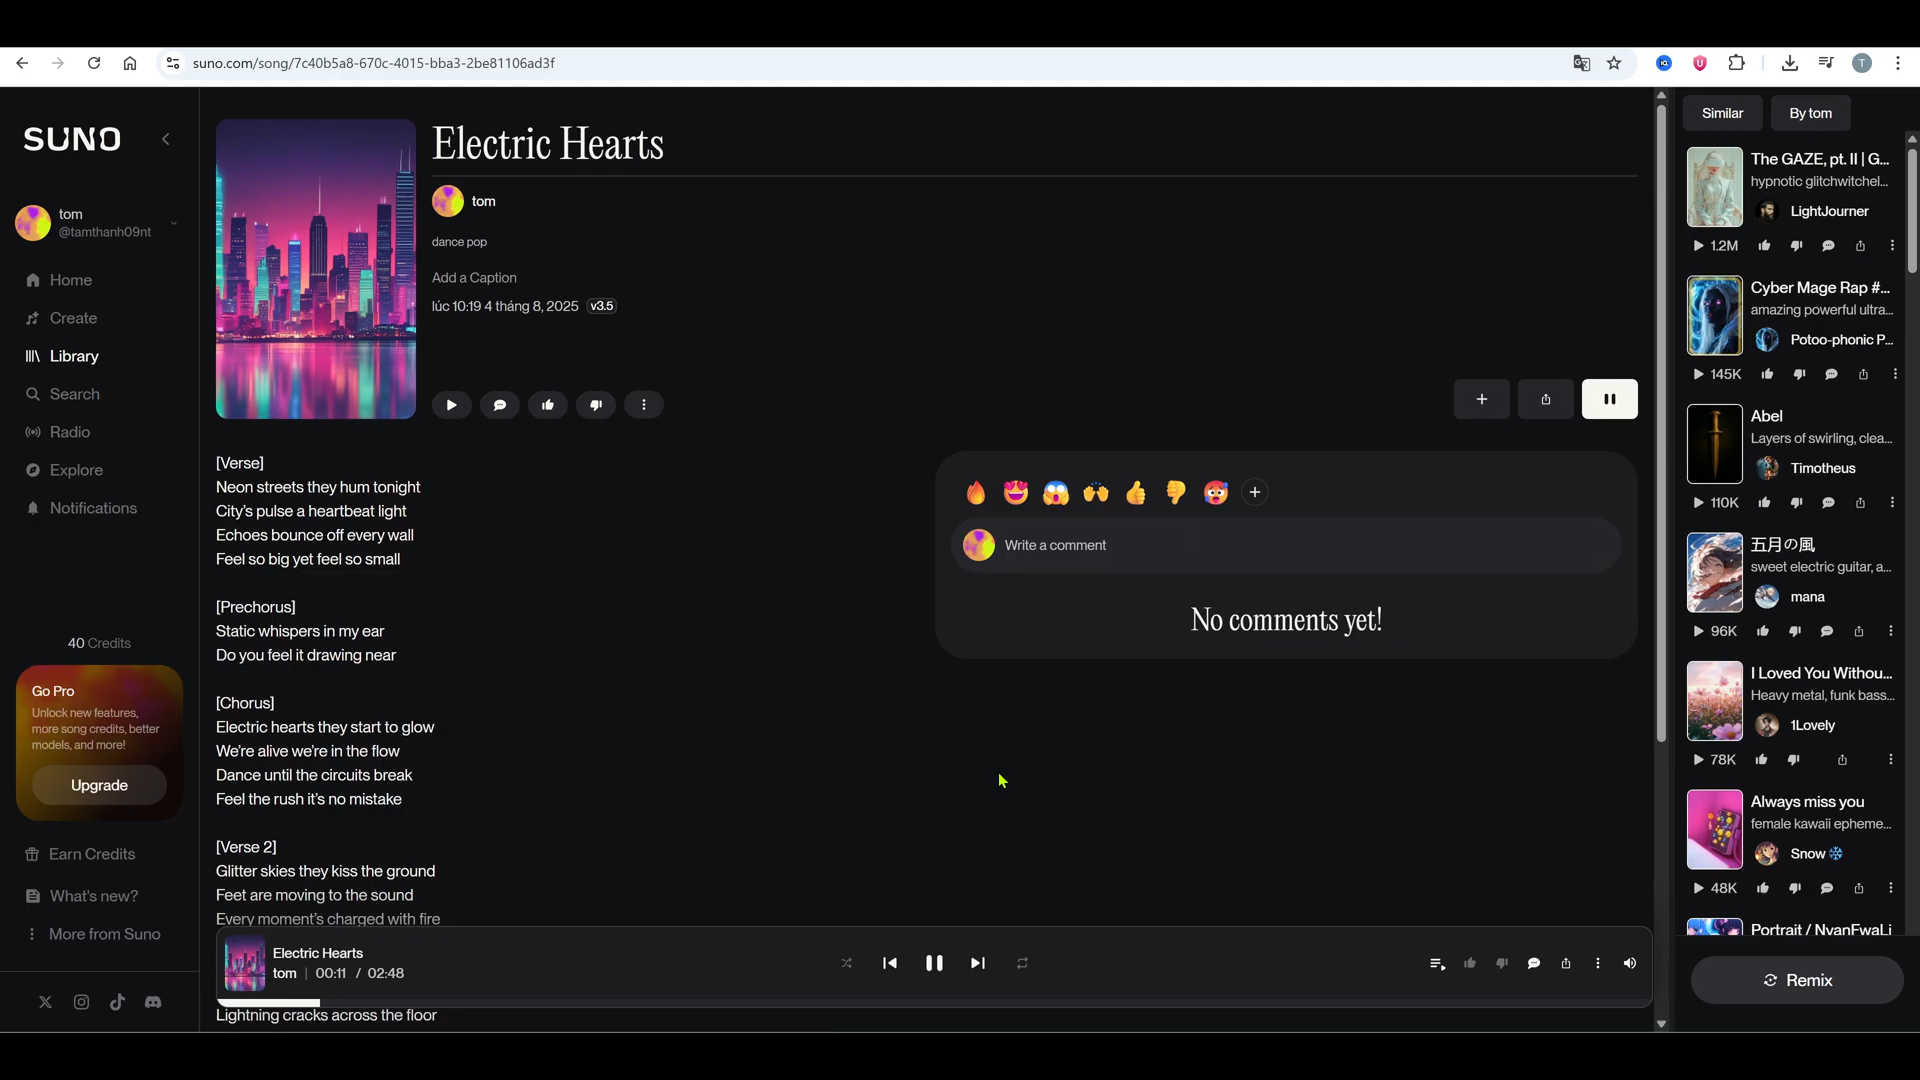 suno.com/song/7c40b5a8-670c-4015-bba3-2be81106ad3f
T
SUNO
tom
@tamthanh09nt
Home
Create
Library
Search
Radio
Explore
Notifications
40 Credits
Go Pro
Unlock new features,
more song credits, better
models, and more!
Upgrade
Earn Credits
What's new?
More from Suno
Electric Hearts
tom
dance pop
Add a Caption
lúc 10:19 4 tháng 8, 2025 v3.5
[Verse]
Neon streets they hum tonight
City's pulse a heartbeat light
Echoes bounce off every wall
Feel so big yet feel so small
[Prechorus]
Static whispers in my ear
Do you feel it drawing near
[Chorus]
Electric hearts they start to glow
We're alive we're in the flow
Dance until the circuits break
Feel the rush it's no mistake
[Verse 2]
Glitter skies they kiss the ground
Feet are moving to the sound
Every moment's charged with fire
Lightning cracks across the floor
Write a comment
No comments yet!
Electric Hearts
tom | 00:11 / 02:48
Similar
By tom
The GAZE, pt. II | G...
hypnotic glitchwitchel...
LightJourner
1.2M
Cyber Mage Rap #...
amazing powerful ultra...
Potoo-phonic P...
145K
Abel
Layers of swirling, clea...
Timotheus
110K
五月の風
sweet electric guitar, a...
mana
96K
I Loved You Withou...
Heavy metal, funk bass...
1Lovely
78K
Always miss you
female kawaii epheme...
Snow ❄️
48K
Portrait / NyanFwaLi
Remix